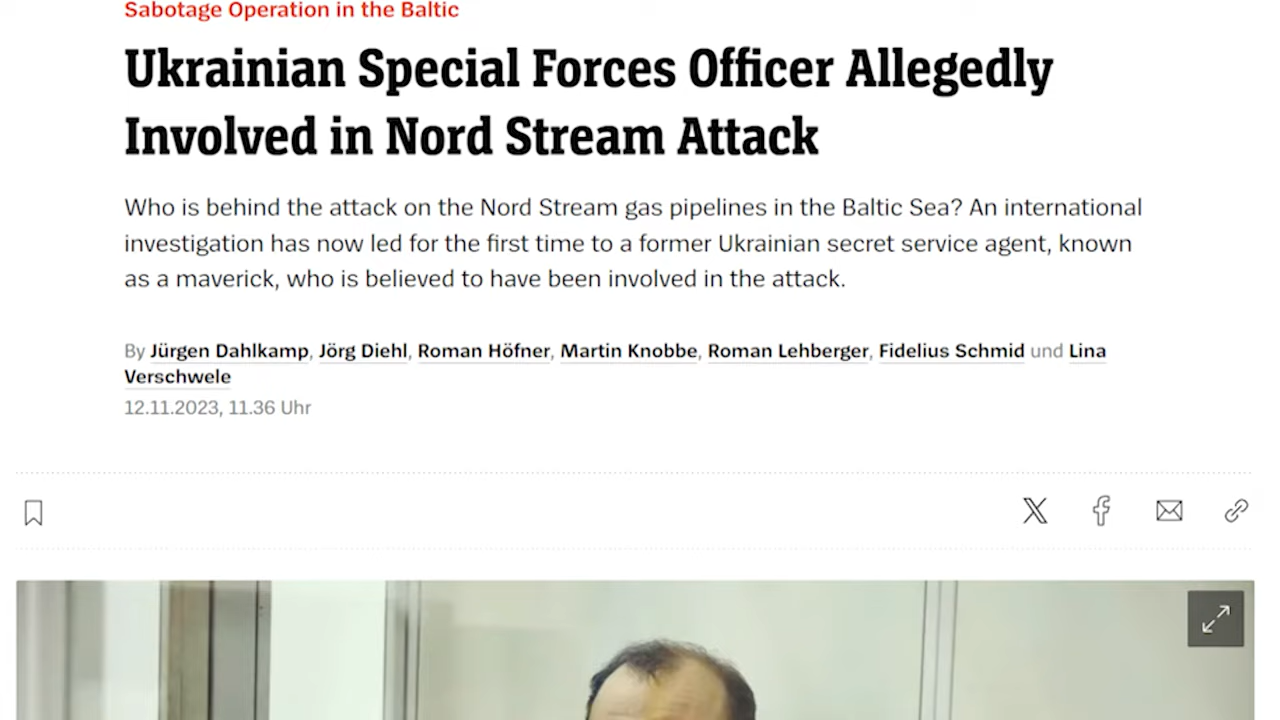 Sabotage Operation in the Baltic
Ukrainian Special Forces Officer Allegedly
Involved in Nord Stream Attack
Who is behind the attack on the Nord Stream gas pipelines in the Baltic Sea? An international
investigation has now led for the first time to a former Ukrainian secret service agent, known
as a maverick, who is believed to have been involved in the attack.
By Jürgen Dahlkamp, Jörg Diehl, Roman Höfner, Martin Knobbe, Roman Lehberger, Fidelius Schmid und Lina
Verschwele
12.11.2023, 11.36 Uhr